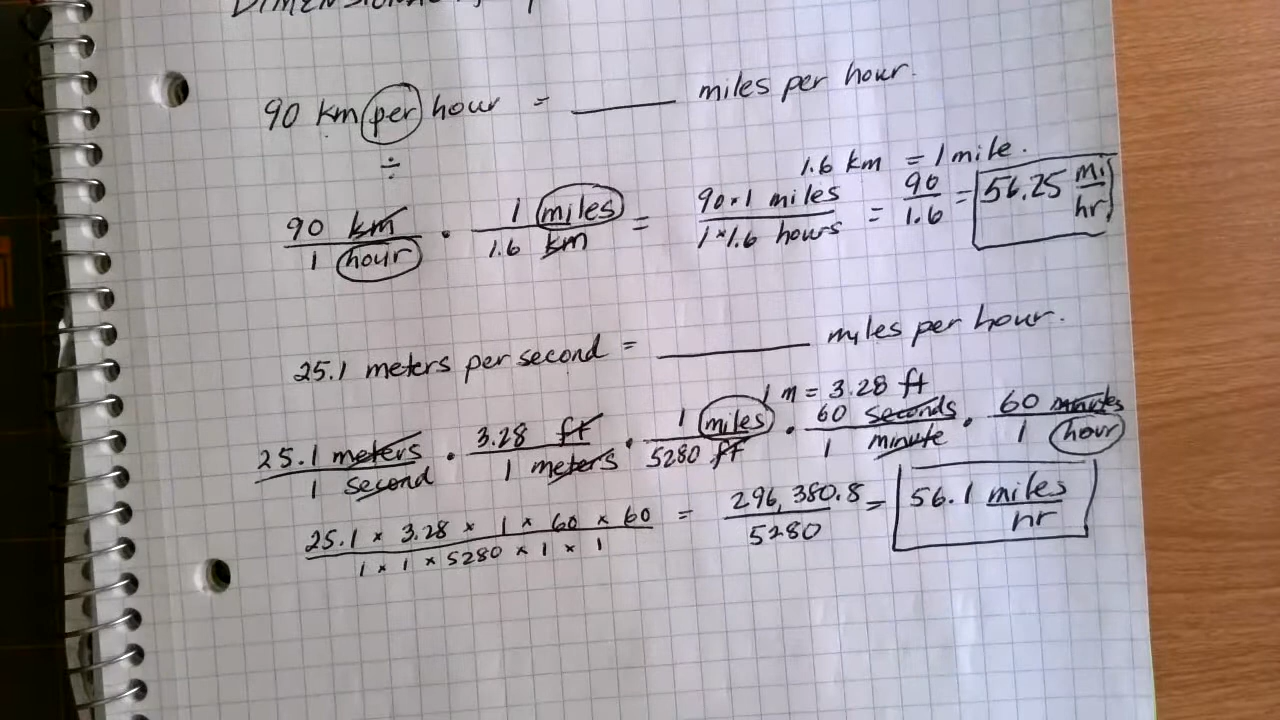 DIMENSIONAL
90 km per hour = ______ miles per hour.
÷
1.6 km = 1 mile.
90 km / 1 hour · 1 miles / 1.6 km = 90×1 miles / 1×1.6 hours = 90 / 1.6 = 56.25 mi / hr
25.1 meters per second = ______ miles per hour.
1 m = 3.28 ft
25.1 meters / 1 second · 3.28 ft / 1 meters · 1 miles / 5280 ft · 60 seconds / 1 minute · 60 minutes / 1 hour
25.1 × 3.28 × 1 × 60 × 60 / 1 × 1 × 5280 × 1 × 1 = 296,380.8 / 5280 = 56.1 miles / hr